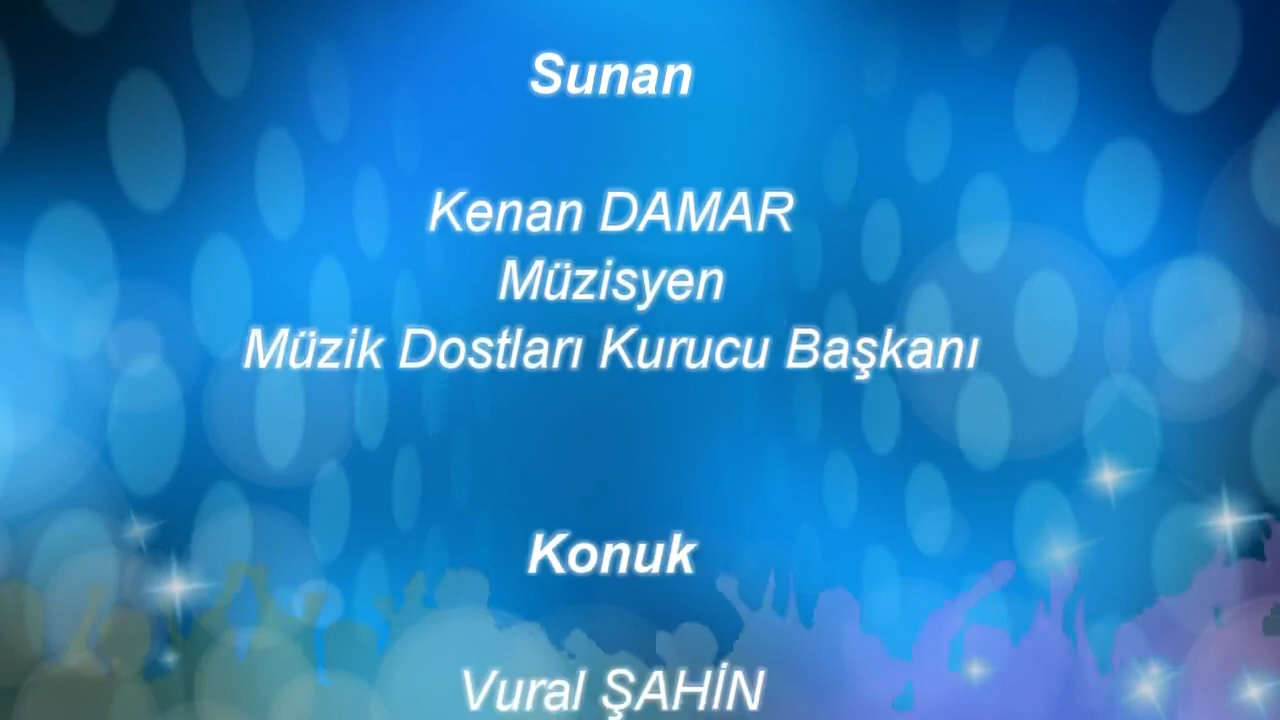 Sunan
Kenan DAMAR
Müzisyen
Müzik Dostları Kurucu Başkanı
Konuk
Vural ŞAHİN